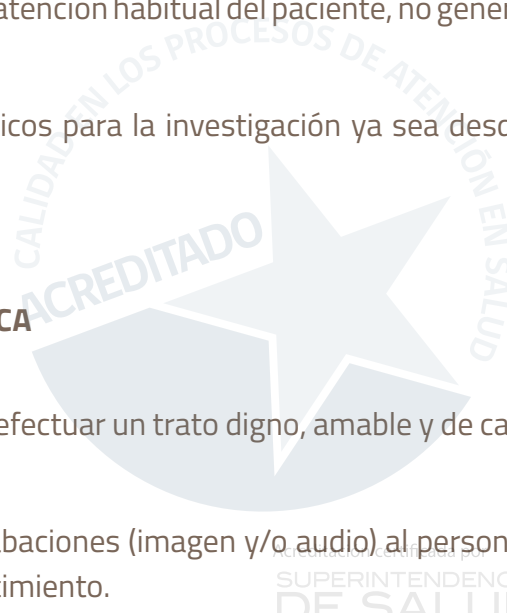 atención habitual del paciente, no gener
CALIDAD EN LOS PROCESOS DE ATENCIÓN EN SALUD
icos para la investigación ya sea desc
ACREDITADO
CA
efectuar un trato digno, amable y de ca
baciones (imagen y/o audio) al person
Acreditación certificada por
cimiento.
SUPERINTENDENC
DE SALU